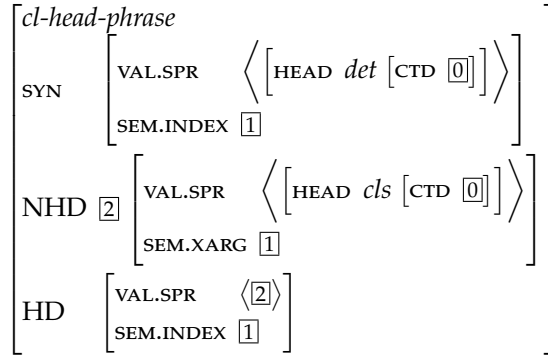 cl-head-phrase
SYN [VAL.SPR ⟨[HEAD det [CTD 0]]⟩
SEM.INDEX 1]
NHD 2 [VAL.SPR ⟨[HEAD cls [CTD 0]]⟩
SEM.XARG 1]
HD [VAL.SPR ⟨2⟩
SEM.INDEX 1]